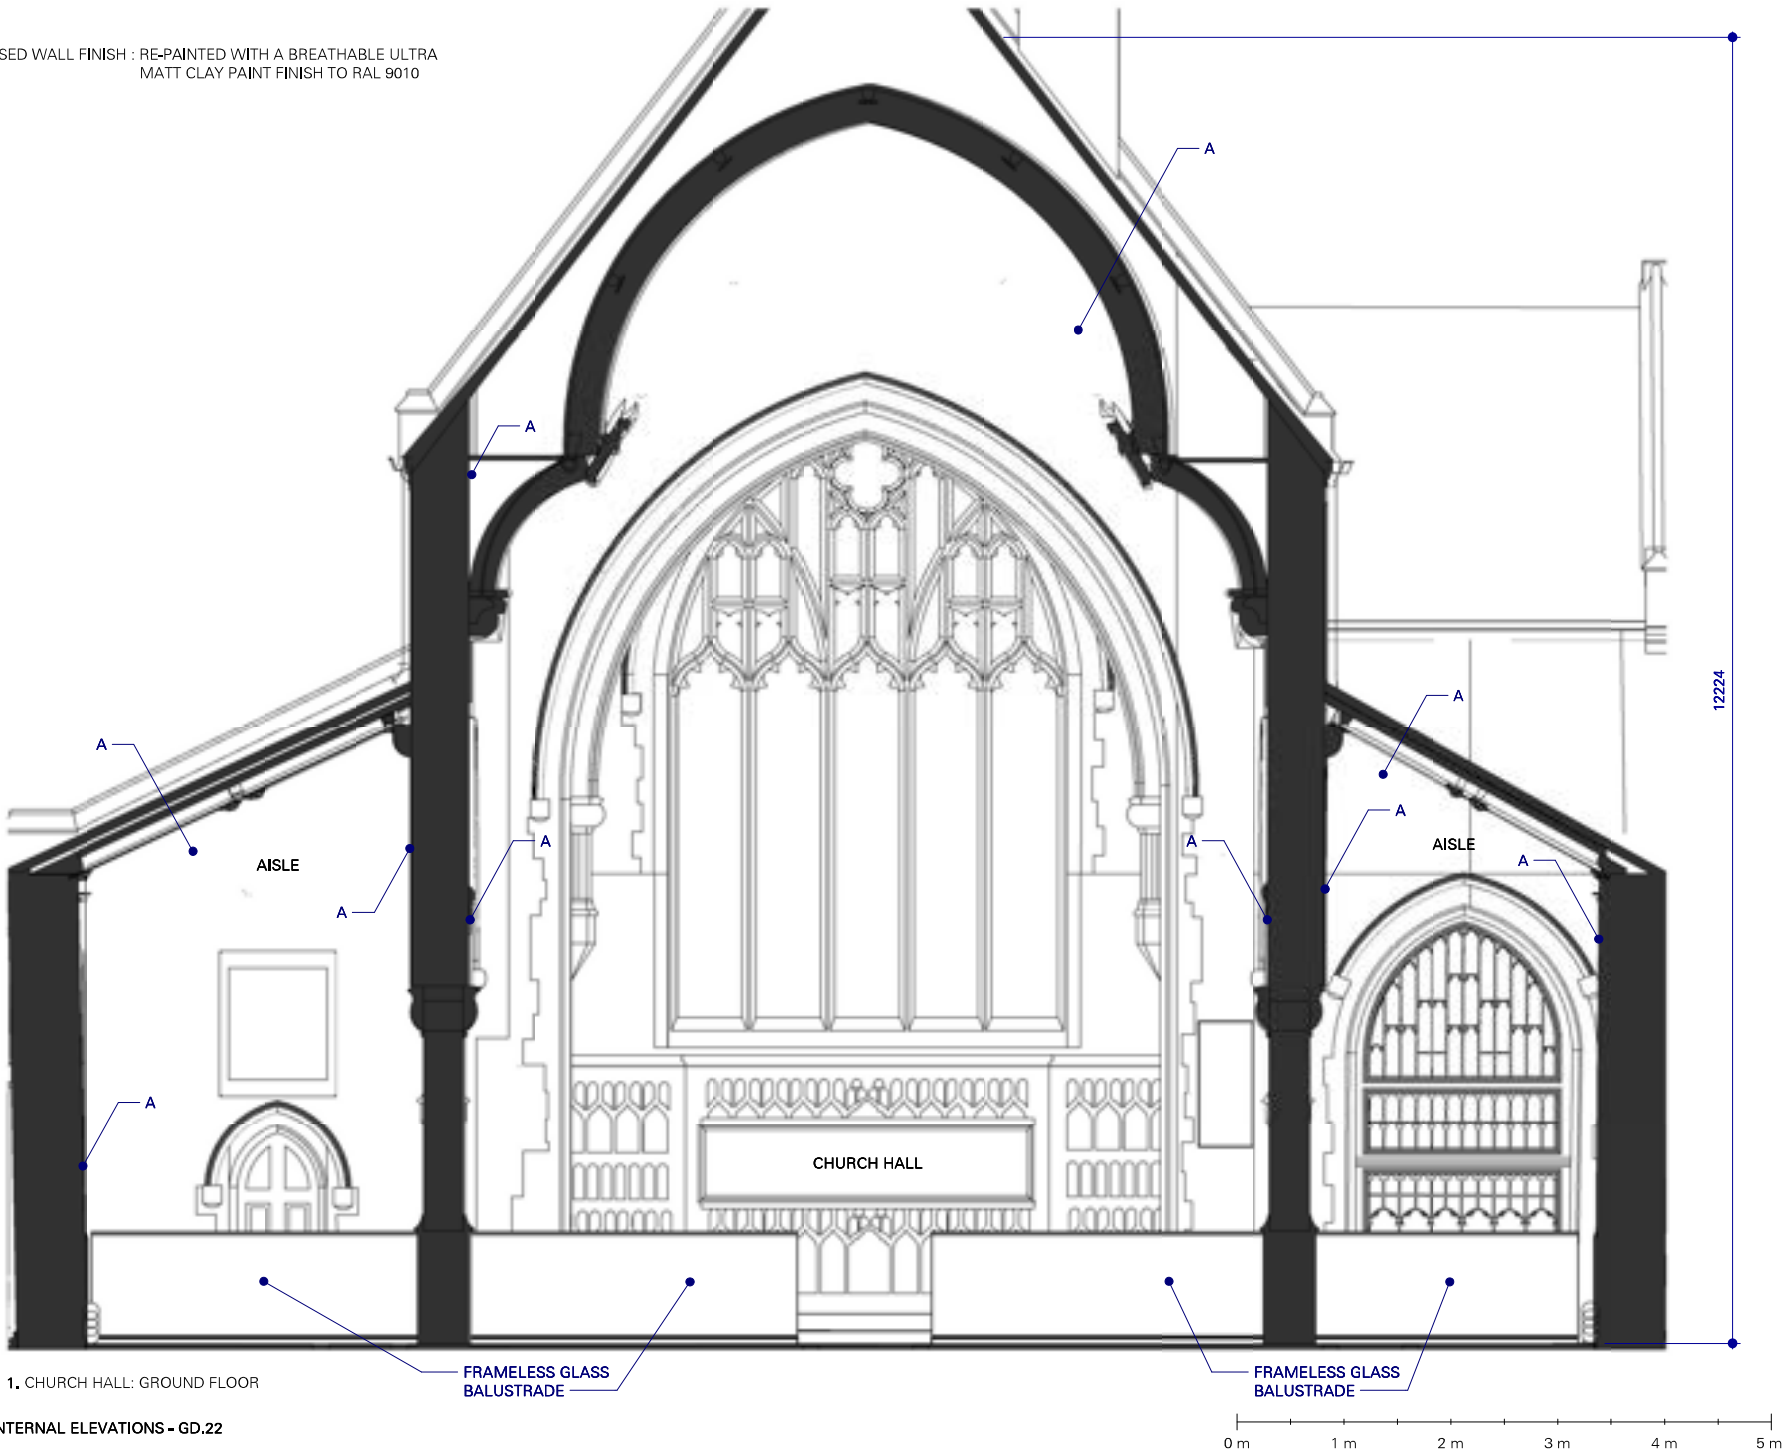 SED WALL FINISH : RE-PAINTED WITH A BREATHABLE ULTRA
MATT CLAY PAINT FINISH TO RAL 9010
A
A
12224
A
A
A
A
A
A
AISLE
AISLE
A
A
A
CHURCH HALL
FRAMELESS GLASS
BALUSTRADE
FRAMELESS GLASS
BALUSTRADE
1. CHURCH HALL: GROUND FLOOR
NTERNAL ELEVATIONS - GD.22
0 m 1 m 2 m 3 m 4 m 5 m